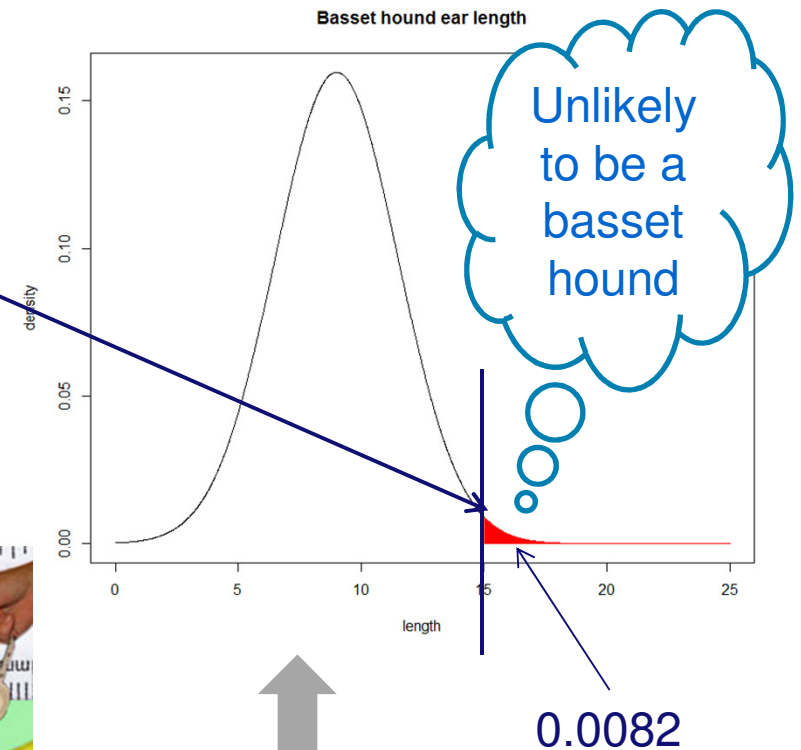 Basset hound ear length
Unlikely
to be a
basset
hound
density
0.15
0.10
0.05
0.00
0 5 10 15 20 25
length
0.0082